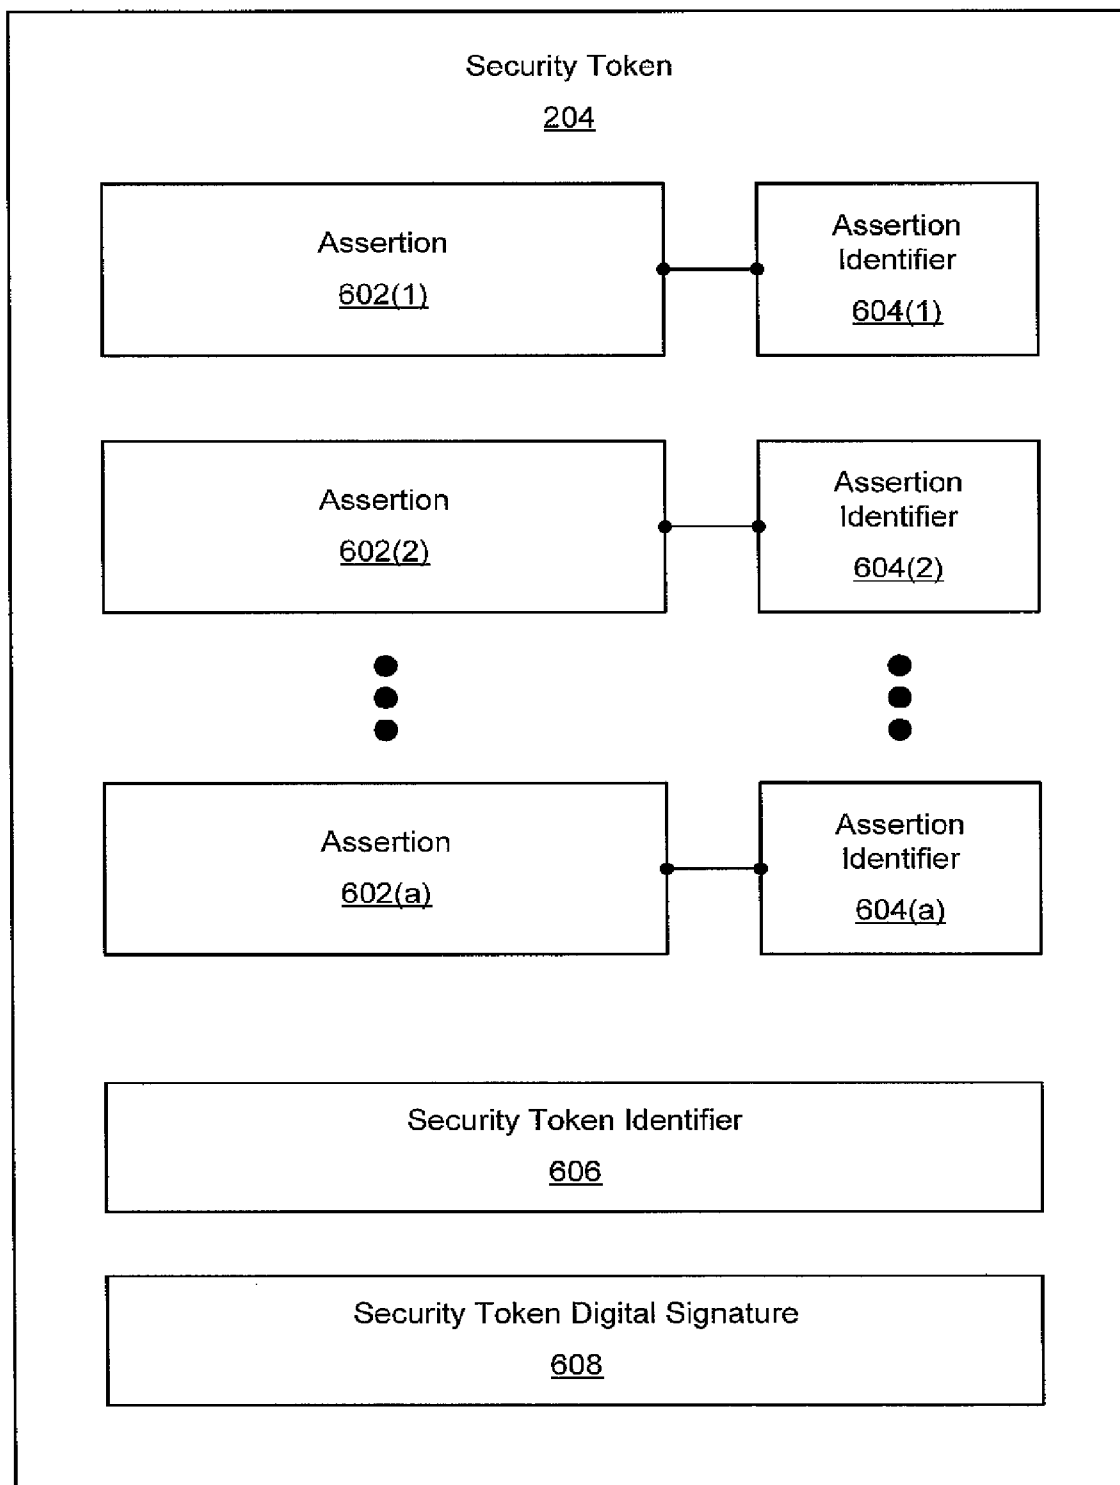 Security Token
204
Assertion
602(1)
Assertion
Identifier
604(1)
Assertion
602(2)
Assertion
Identifier
604(2)
Assertion
602(a)
Assertion
Identifier
604(a)
Security Token Identifier
606
Security Token Digital Signature
608